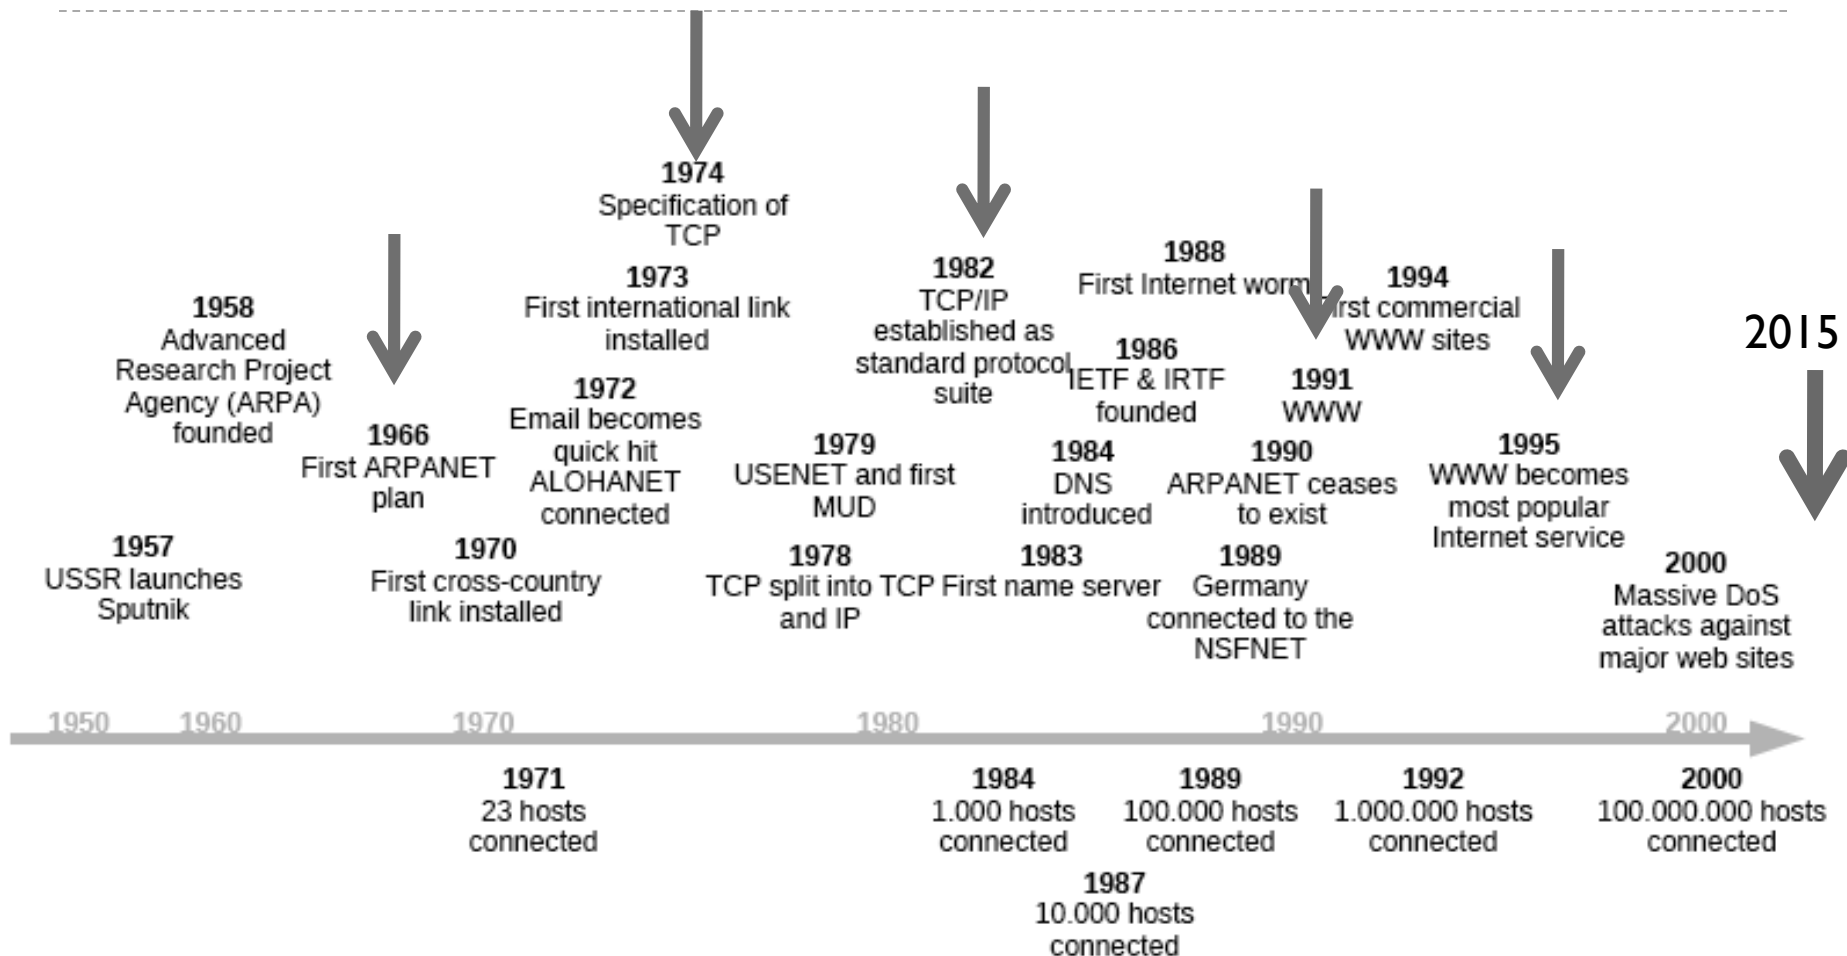 1974
Specification of
TCP
1973
First international link
installed
1958
Advanced
Research Project
Agency (ARPA)
founded
1966
First ARPANET
plan
1972
Email becomes
quick hit
ALOHANET
connected
1957
USSR launches
Sputnik
1970
First cross-country
link installed
1982
TCP/IP
established as
standard protocol
suite
1979
USENET and first
MUD
1978
TCP split into TCP
and IP
1988
First Internet worm
1986
IETF & IRTF
founded
1984
DNS
introduced
1983
First name server
1994
First commercial
WWW sites
1991
WWW
1990
ARPANET ceases
to exist
1989
Germany
connected to the
NSFNET
1995
WWW becomes
most popular
Internet service
2015
2000
Massive DoS
attacks against
major web sites
1950 1960 1970 1980 1990 2000
1971
23 hosts
connected
1984
1.000 hosts
connected
1987
10.000 hosts
connected
1989
100.000 hosts
connected
1992
1.000.000 hosts
connected
2000
100.000.000 hosts
connected